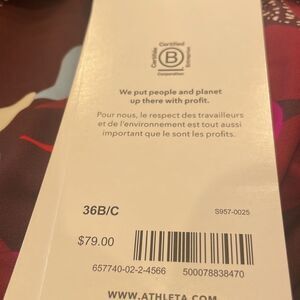 Certified
Certifiée
Entreprise
B
Corporation
We put people and planet
up there with profit.
Pour nous, le respect des travailleurs
et de l'environnement est tout aussi
important que le sont les profits.
36B/C
S957-0025
$79.00
657740-02-2-4566
500078838470
WWW.ATHLETA.COM